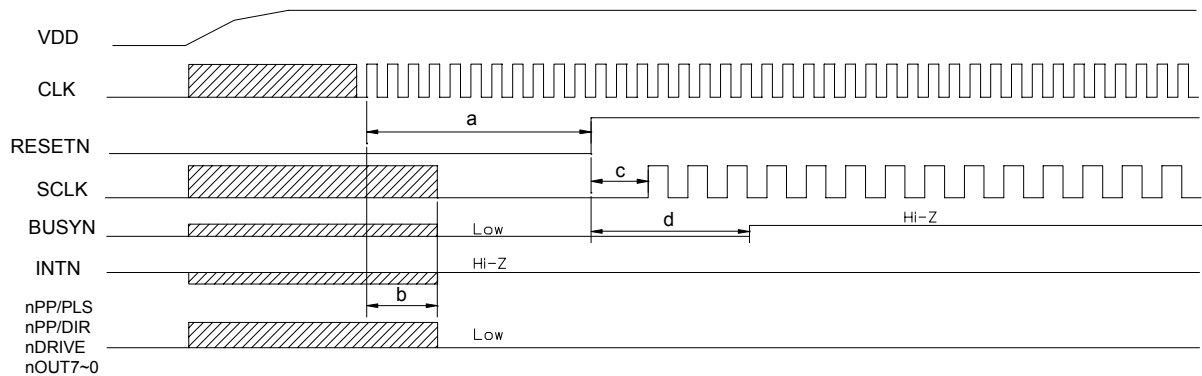 VDD
CLK
a
RESETN
c
SCLK
d
Hi-Z
BUSYN
Low
INTN
Hi-Z
b
nPP/PLS
nPP/DIR
Low
nDRIVE
nOUT7~0